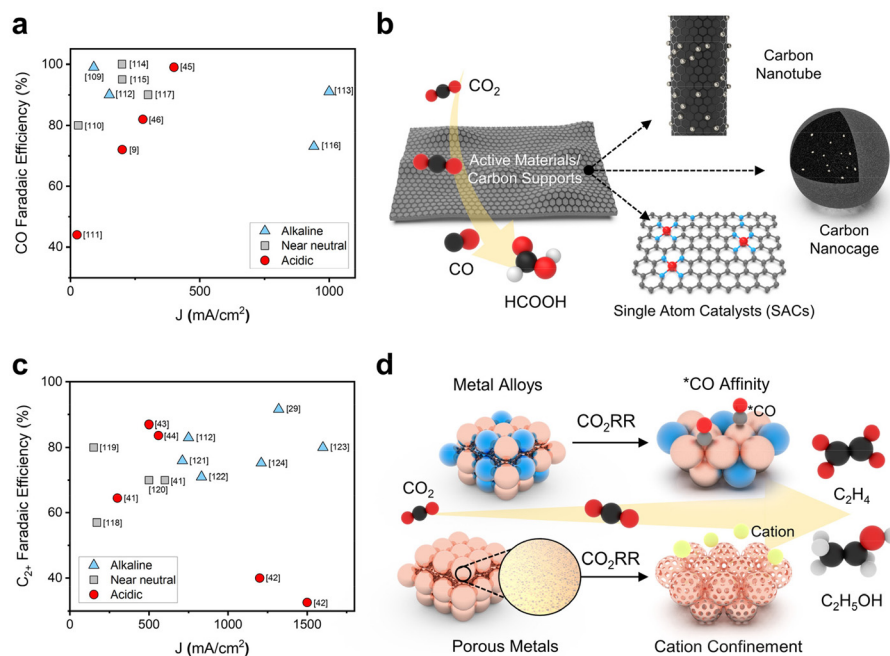 a
CO Faradaic Efficiency (%)
100
80
60
40
0
500
1000
J (mA/cm²)
[109]
[114]
[115]
[45]
[112]
[117]
[113]
[110]
[46]
[9]
[116]
[111]
Alkaline
Near neutral
Acidic
b
CO₂
Active Materials/
Carbon Supports
CO
HCOOH
Carbon
Nanotube
Carbon
Nanocage
Single Atom Catalysts (SACs)
c
C₂₊ Faradaic Efficiency (%)
100
80
60
40
0
500
1000
1500
J (mA/cm²)
[29]
[43]
[44]
[112]
[119]
[123]
[121]
[124]
[120]
[41]
[122]
[41]
[118]
[42]
[42]
Alkaline
Near neutral
Acidic
d
Metal Alloys
CO₂RR
*CO Affinity
*CO
CO₂
C₂H₄
Cation
CO₂RR
C₂H₅OH
Porous Metals
Cation Confinement